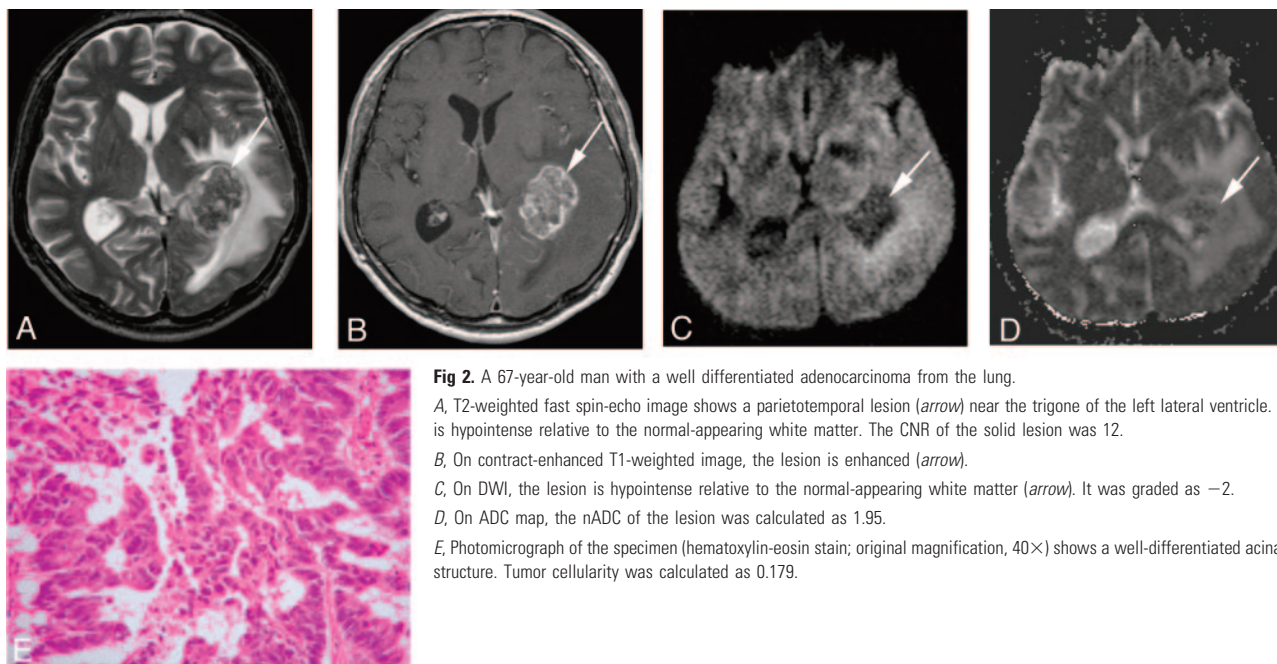 A
B
C
D
E
Fig 2. A 67-year-old man with a well differentiated adenocarcinoma from the lung.
A, T2-weighted fast spin-echo image shows a parietotemporal lesion (arrow) near the trigone of the left lateral ventricle.
is hypointense relative to the normal-appearing white matter. The CNR of the solid lesion was 12.
B, On contract-enhanced T1-weighted image, the lesion is enhanced (arrow).
C, On DWI, the lesion is hypointense relative to the normal-appearing white matter (arrow). It was graded as −2.
D, On ADC map, the nADC of the lesion was calculated as 1.95.
E, Photomicrograph of the specimen (hematoxylin-eosin stain; original magnification, 40×) shows a well-differentiated acina
structure. Tumor cellularity was calculated as 0.179.